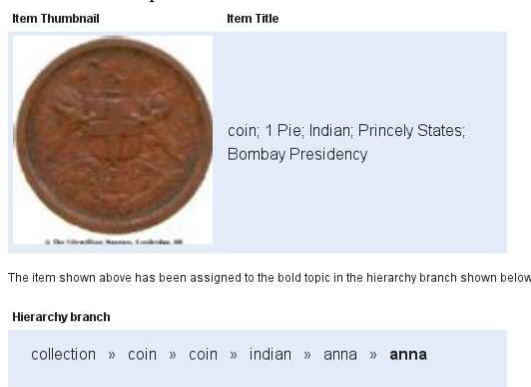 Item Thumbnail Item Title
coin; 1 Pie; Indian; Princely States;
Bombay Presidency
The item shown above has been assigned to the bold topic in the hierarchy branch shown below
Hierarchy branch
collection » coin » coin » indian » anna » anna